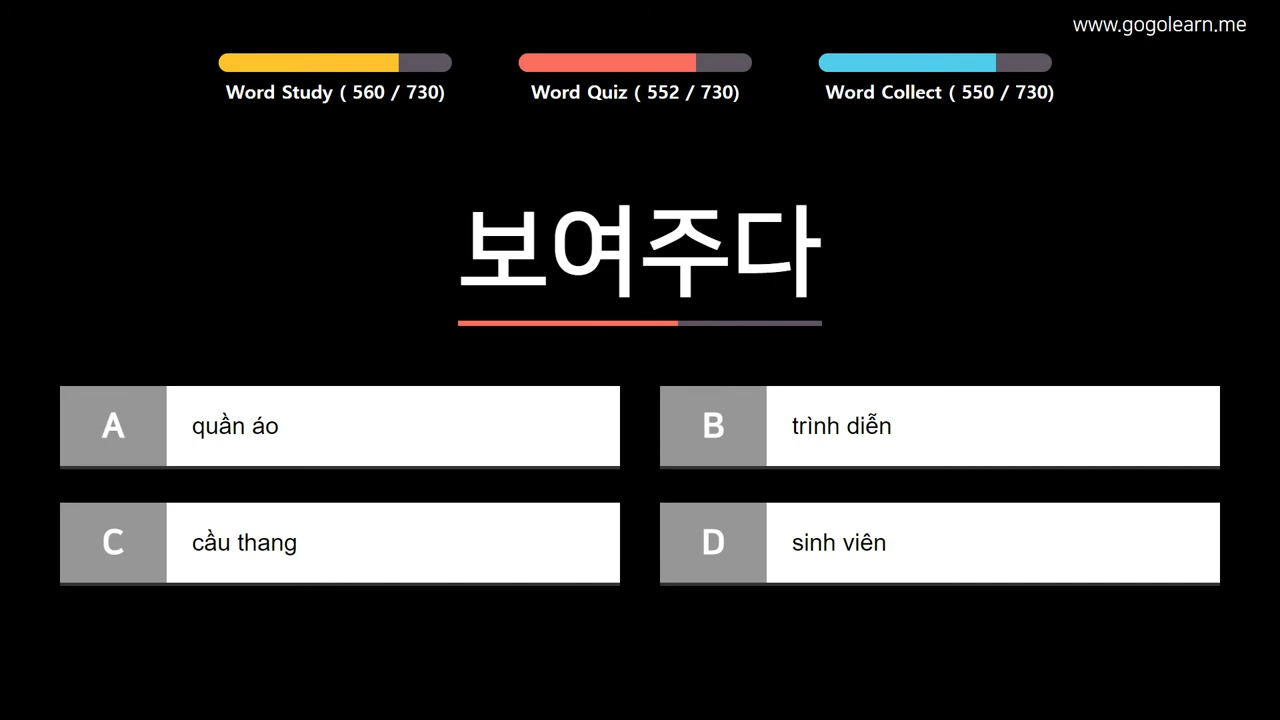 www.gogolearn.me
Word Study ( 560 / 730)
Word Quiz ( 552 / 730)
Word Collect ( 550 / 730)
보여주다
A
quần áo
B
trình diễn
C
cầu thang
D
sinh viên